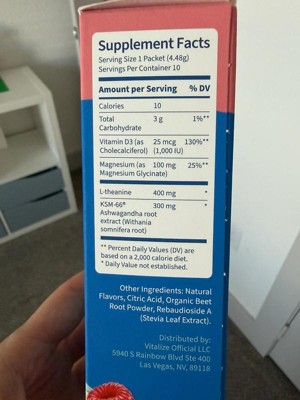 Supplement Facts
Serving Size 1 Packet (4.48g)
Servings Per Container 10
Amount per Serving % DV
Calories 10
Total 3 g 1%**
Carbohydrate
Vitamin D3 (as 25 mcg 130%**
Cholecalciferol) (1,000 IU)
Magnesium (as 100 mg 25%**
Magnesium Glycinate)
L-theanine 400 mg *
KSM-66® 300 mg *
Ashwagandha root
extract (Withania
somnifera root)
** Percent Daily Values (DV) are
based on a 2,000 calorie diet.
* Daily Value not established.
Other Ingredients: Natural
Flavors, Citric Acid, Organic Beet
Root Powder, Rebaudioside A
(Stevia Leaf Extract).
Distributed by:
Vitalize Official LLC
5940 S Rainbow Blvd Ste 400
Las Vegas, NV, 89118